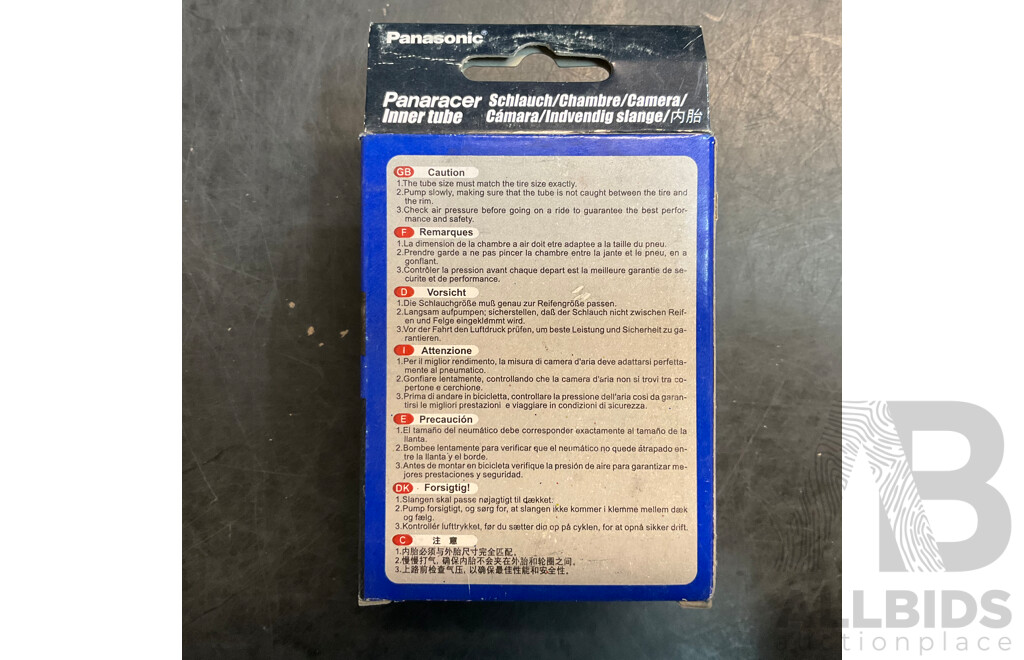 Panasonic
Panaracer Schlauch/Chambre/Camera/
Inner tube Cámara/Indvendig slange/内胎
GB Caution
1.The tube size must match the tire size exactly.
2.Pump slowly, making sure that the tube is not caught between the tire and
the rim.
3.Check air pressure before going on a ride to guarantee the best perfor-
mance and safety.
F Remarques
1.La dimension de la chambre a air doit etre adaptee a la taille du pneu.
2.Prendre garde a ne pas pincer la chambre entre la jante et le pneu, en a
gonflant.
3.Contrôler la pression avant chaque depart est la meilleure garantie de se-
curite et de performance.
D Vorsicht
1.Die Schlauchgröße muß genau zur Reifengröße passen.
2.Langsam aufpumpen; sicherstellen, daß der Schlauch nicht zwischen Reif-
en und Felge eingeklemmt wird.
3.Vor der Fahrt den Luftdruck prüfen, um beste Leistung und Sicherheit zu ga-
rantieren.
I Attenzione
1.Per il miglior rendimento, la misura di camera d'aria deve adattarsi perfetta-
mente al pneumatico.
2.Gonfiare lentamente, controllando che la camera d'aria non si trovi tra co-
pertone e cerchione.
3.Prima di andare in bicicletta, controllare la pressione dell'aria cosi da garan-
tirsi le migliori prestazioni e viaggiare in condizioni di sicurezza.
E Precaución
1.El tamaño del neumático debe corresponder exactamente al tamaño de la
llanta.
2.Bombee lentamente para verificar que el neumático no quede átrapado en-
tre la llanta y el borde.
3.Antes de montar en bicicleta verifique la presión de aire para garantizar me-
jores prestaciones y seguridad.
DK Forsigtig!
1.Slangen skal passe nøjagtigt til dækket.
2.Pump forsigtigt, og sørg for, at slangen ikke kommer i klemme mellem dæk
og fælg.
3.Kontrollér lufttrykket, før du sætter dig op på cyklen, for at opnå sikker drift.
C 注 意
1.内胎必须与外胎尺寸完全匹配。
2.慢慢打气, 确保内胎不会夹在外胎和轮圈之间。
3.上路前检查气压, 以确保最佳性能和安全性。
AB
ALLBIDS
auctionplace